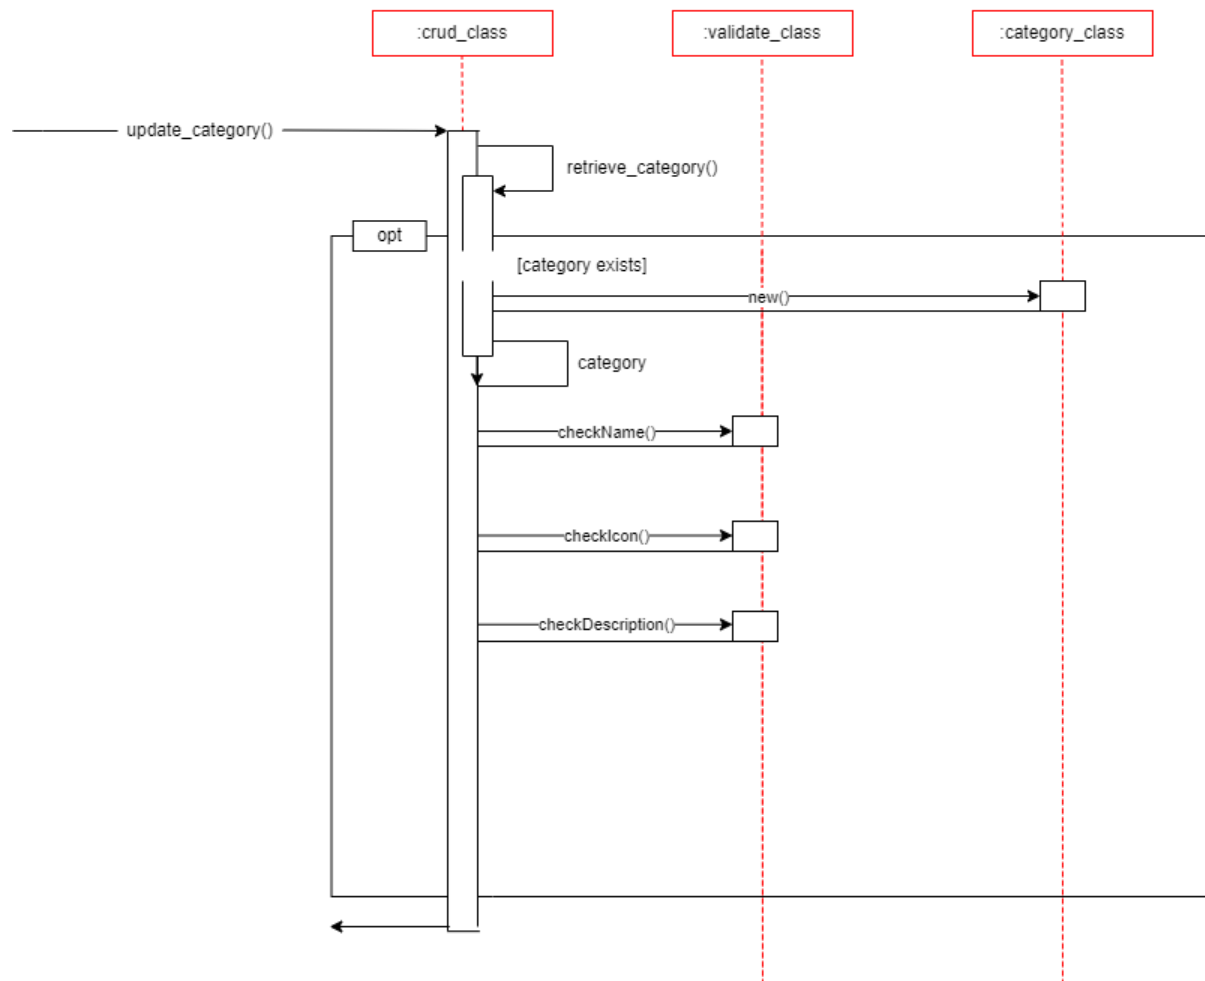 :crud_class
:validate_class
:category_class
update_category()
retrieve_category()
opt
[category exists]
new()
category
checkName()
checkIcon()
checkDescription()